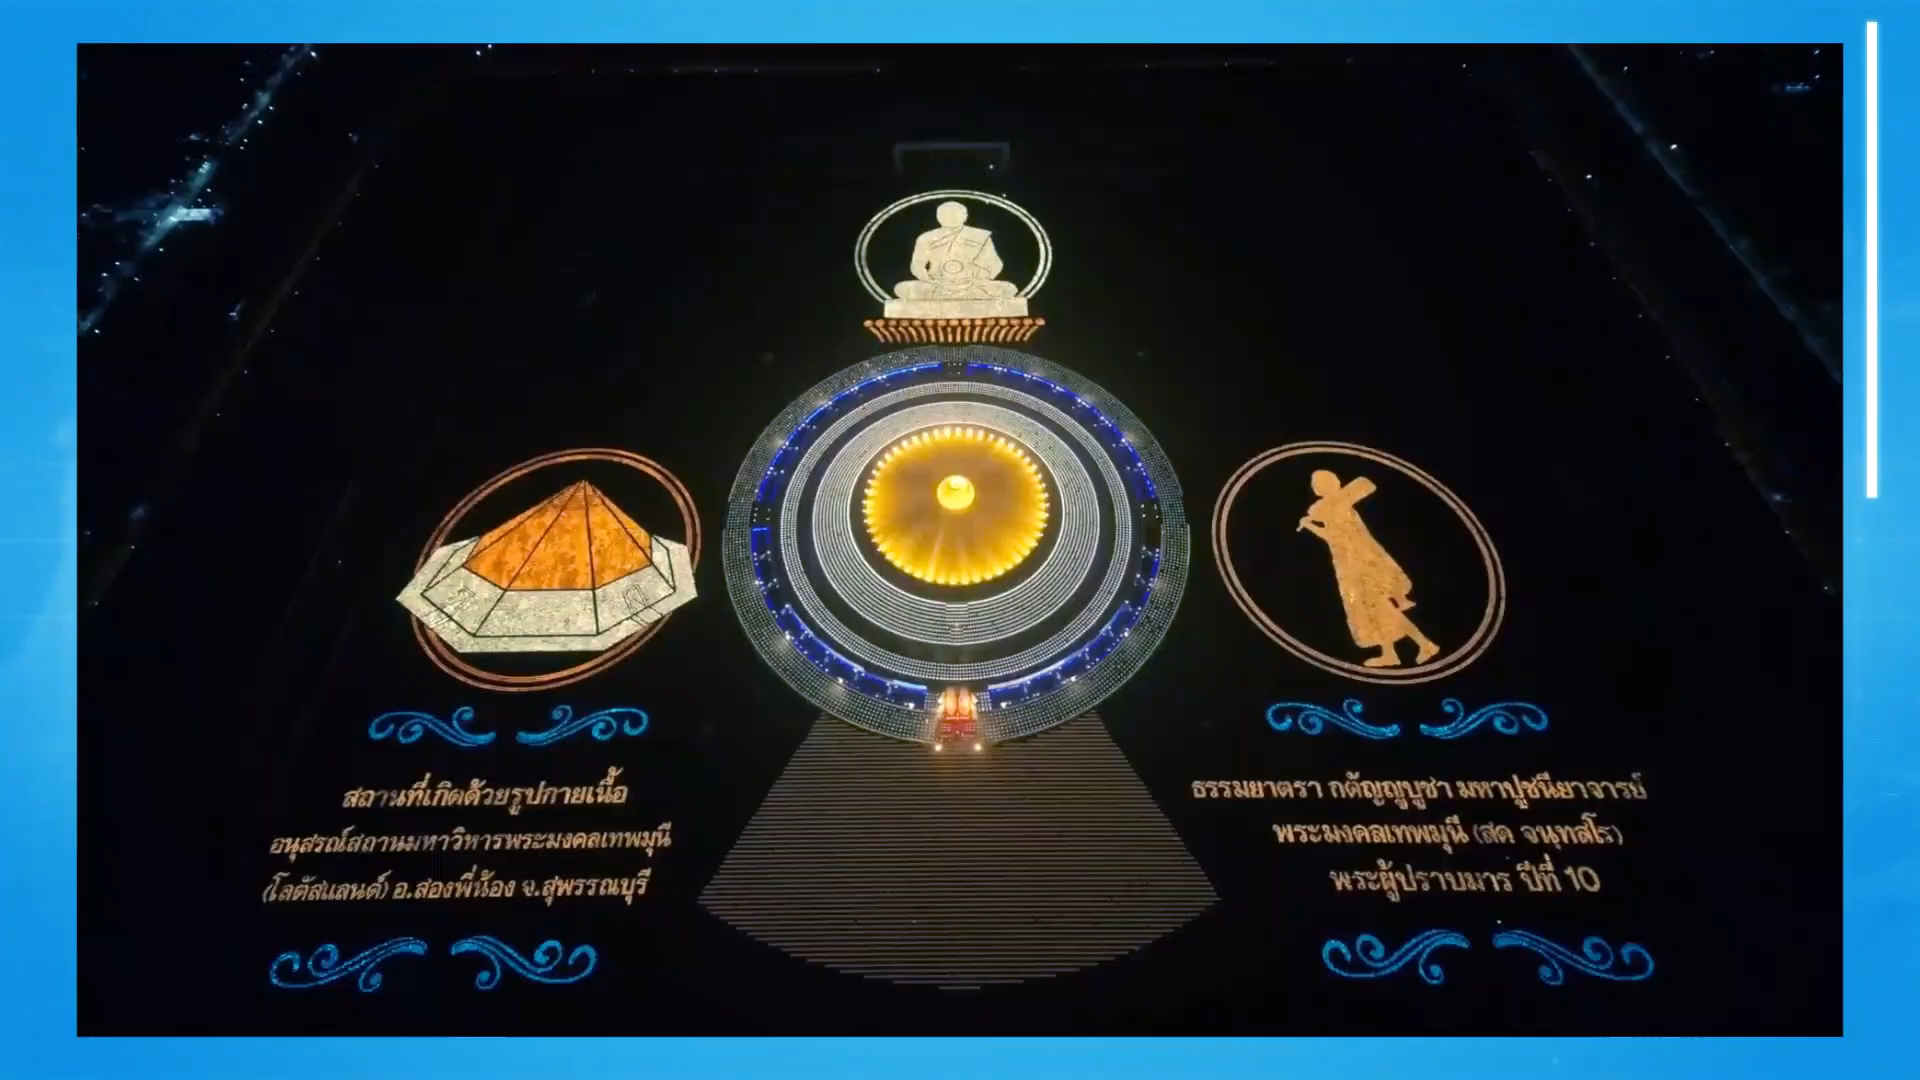 สถานที่เกิดด้วยรูปกายเนื้อ
อนุสรณ์สถานมหาวิหารพระมงคลเทพมุนี
(โลตัสแลนด์) อ.สองพี่น้อง จ.สุพรรณบุรี
ธรรมยาตรา กตัญญูบูชา มหาปูชนียาจารย์
พระมงคลเทพมุนี (สด จนฺทสโร)
พระผู้ปราบมาร ปีที่ 10